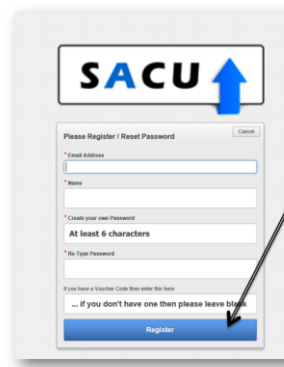 SACU
Please Register / Reset Password
Cancel
* Email Address
* Name
* Create your own Password
At least 6 characters
* Re-Type Password
If you have a Voucher Code then enter this here:
... if you don't have one then please leave blank
Register